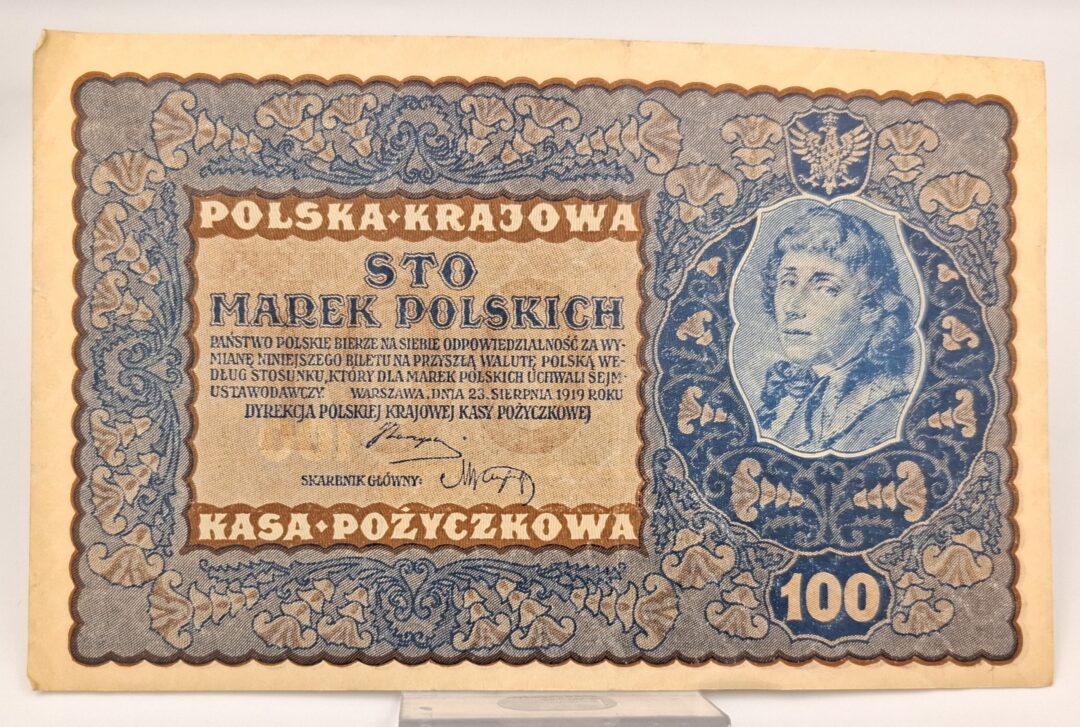 POLSKA·KRAJOWA
STO
MAREK POLSKICH
PAŃSTWO POLSKIE BIERZE NA SIEBIE ODPOWIEDZIALNOŚĆ ZA WY-
MIANĘ NINIEJSZEGO BILETU NA PRZYSZŁĄ WALUTĘ POLSKĄ WE-
DŁUG STOSUNKU, KTÓRY DLA MAREK POLSKICH UCHWALI SEJM-
USTAWODAWCZY. WARSZAWA, DNIA 23. SIERPNIA 1919 ROKU
DYREKCJA POLSKIEJ KRAJOWEJ KASY POŻYCZKOWEJ
SKARBNIK GŁÓWNY:
KASA·POŻYCZKOWA
100